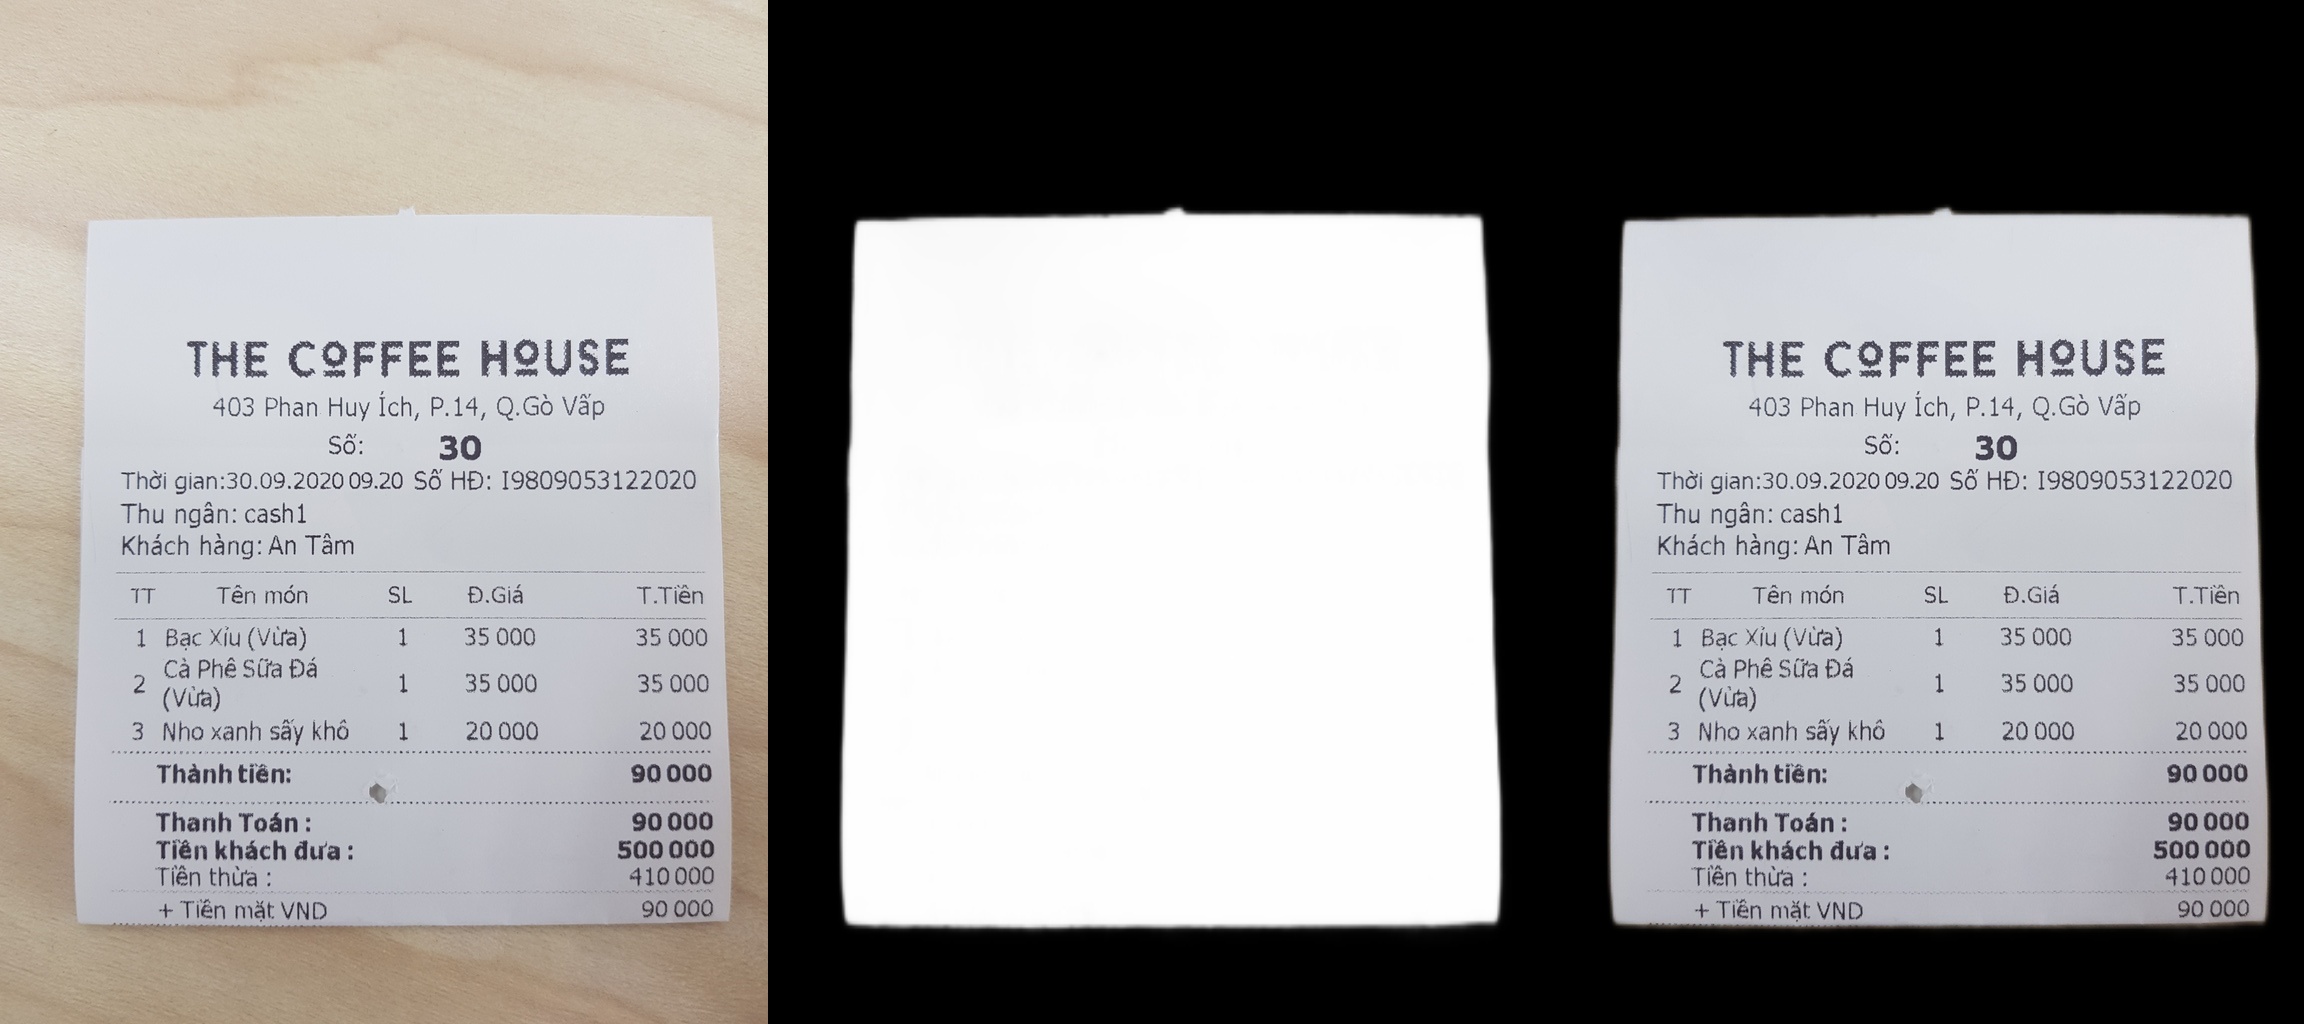 THE COFFEE HOUSE
403 Phan Huy Ích, P.14, Q.Gò Vấp
Số: 30
Thời gian:30.09.2020 09.20 Số HĐ: I9809053122020
Thu ngân: cash1
Khách hàng: An Tâm
TT Tên món SL Đ.Giá T.Tiền
1 Bạc Xỉu (Vừa) 1 35 000 35 000
Cà Phê Sữa Đá
2 (Vừa) 1 35 000 35 000
3 Nho xanh sấy khô 1 20 000 20 000
Thành tiền: 90 000
Thanh Toán : 90 000
Tiền khách đưa : 500 000
Tiền thừa : 410 000
+ Tiền mặt VND 90 000
THE COFFEE HOUSE
403 Phan Huy Ích, P.14, Q.Gò Vấp
Số: 30
Thời gian:30.09.2020 09.20 Số HĐ: I9809053122020
Thu ngân: cash1
Khách hàng: An Tâm
TT Tên món SL Đ.Giá T.Tiền
1 Bạc Xỉu (Vừa) 1 35 000 35 000
Cà Phê Sữa Đá
2 (Vừa) 1 35 000 35 000
3 Nho xanh sấy khô 1 20 000 20 000
Thành tiền: 90 000
Thanh Toán : 90 000
Tiền khách đưa : 500 000
Tiền thừa : 410 000
+ Tiền mặt VND 90 000